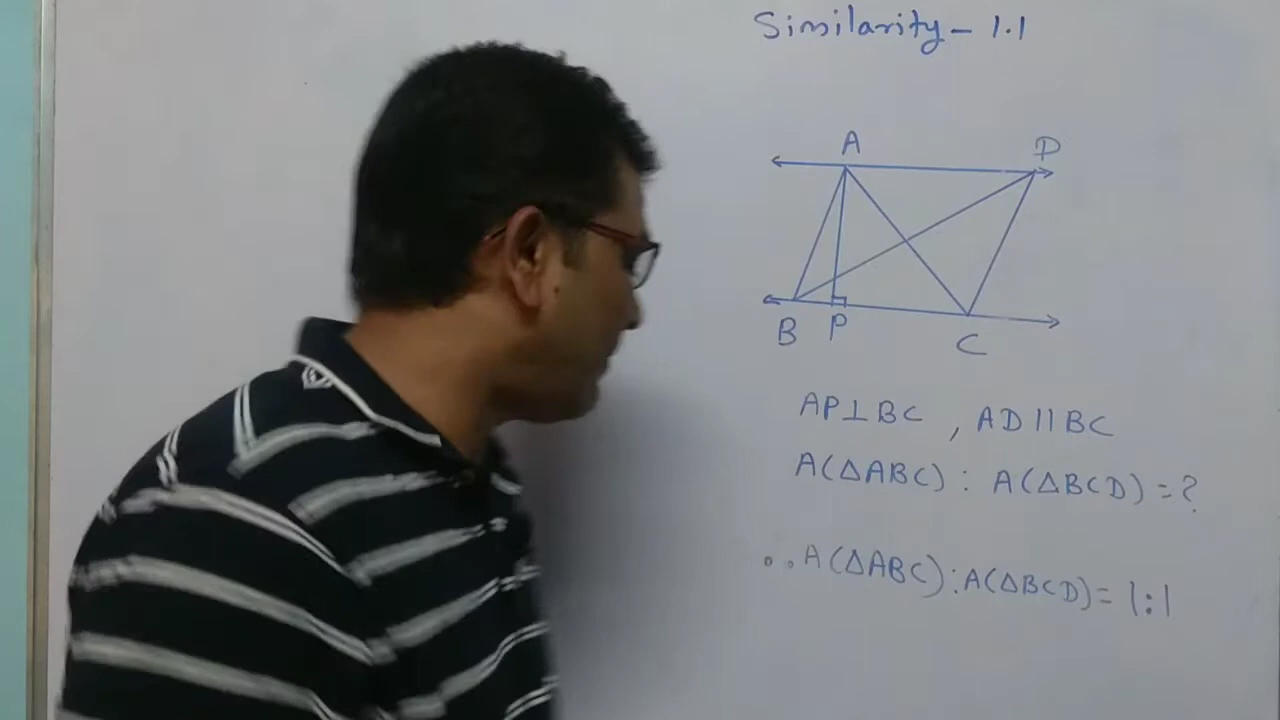 Similarity - 1.1
A D
B P C
AP⊥BC , AD||BC
A(△ABC) : A(△BCD) = ?
∴ A(△ABC) : A(△BCD) = 1:1